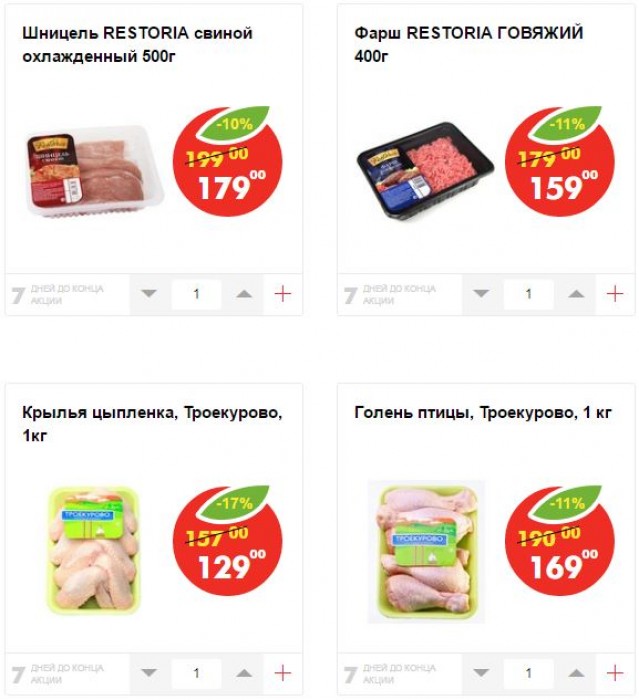 Шницель RESTORIA свиной
охлажденный 500г
-10%
199 00
179 00
7 ДНЕЙ ДО КОНЦА
АКЦИИ
1
Фарш RESTORIA ГОВЯЖИЙ
400г
-11%
179 00
159 00
7 ДНЕЙ ДО КОНЦА
АКЦИИ
1
Крылья цыпленка, Троекурово,
1кг
ТРОЕКУРОВО
-17%
157 00
129 00
7 ДНЕЙ ДО КОНЦА
АКЦИИ
1
Голень птицы, Троекурово, 1 кг
ТРОЕКУРОВО
-11%
190 00
169 00
7 ДНЕЙ ДО КОНЦА
АКЦИИ
1